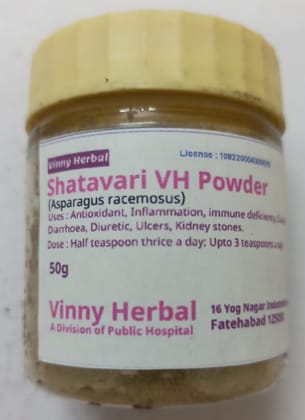 Vinny Herbal
License :
Shatavari VH Powder
(Asparagus racemosus)
Uses : Antioxidant, Inflammation, immune deficiency,
Diarrhoea, Diuretic, Ulcers, Kidney stones.
Dose : Half teaspoon thrice a day; Upto 3 teaspoons a
50g
Vinny Herbal
A Division of Public Hospital
16 Yog Nagar
Fatehabad